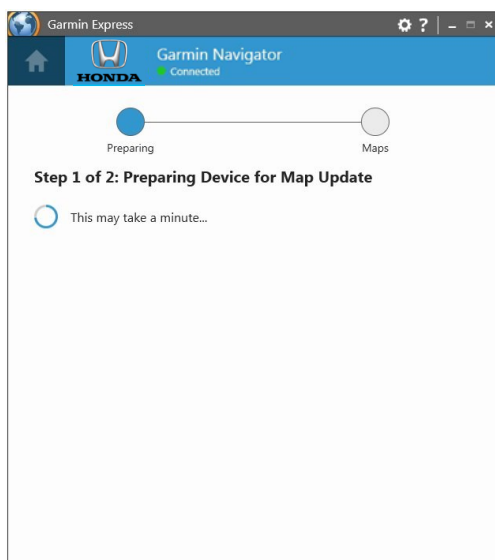 Garmin Express
?
Garmin Navigator
Connected
HONDA
Preparing
Maps
Step 1 of 2: Preparing Device for Map Update
This may take a minute...